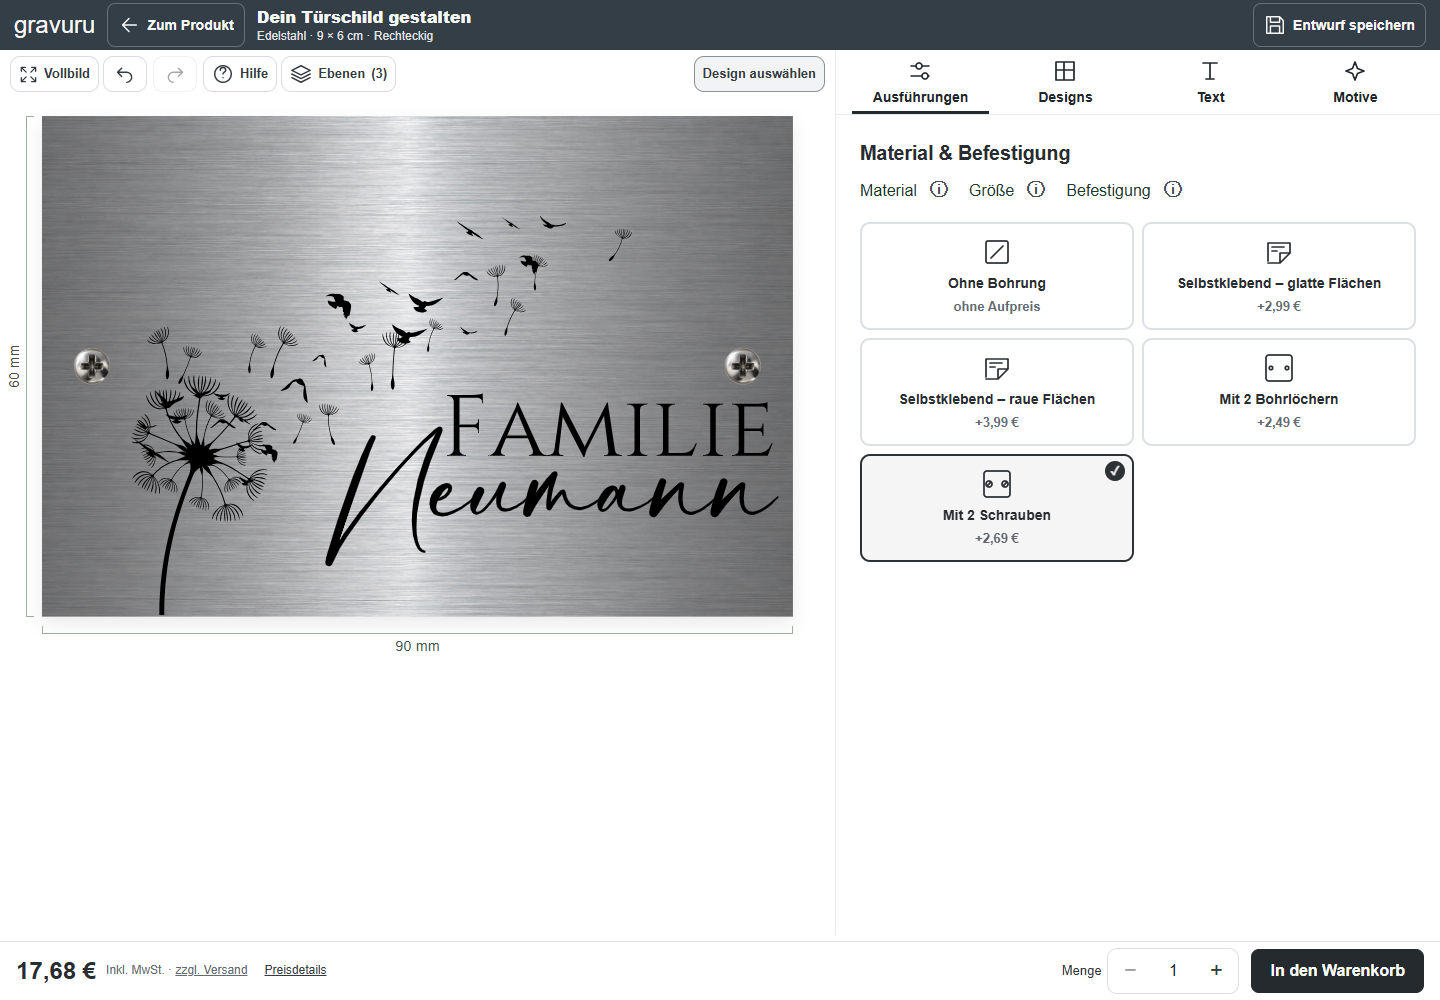 gravuru
Zum Produkt
Dein Türschild gestalten
Edelstahl · 9 × 6 cm · Rechteckig
Entwurf speichern
Vollbild
Hilfe
Ebenen (3)
Design auswählen
Ausführungen
Designs
Text
Motive
60 mm
FAMILIE
Neumann
90 mm
Material & Befestigung
Material
Größe
Befestigung
Ohne Bohrung
ohne Aufpreis
Selbstklebend – glatte Flächen
+2,99 €
Selbstklebend – raue Flächen
+3,99 €
Mit 2 Bohrlöchern
+2,49 €
Mit 2 Schrauben
+2,69 €
17,68 €
Inkl. MwSt. · zzgl. Versand
Preisdetails
Menge
− 1 +
In den Warenkorb